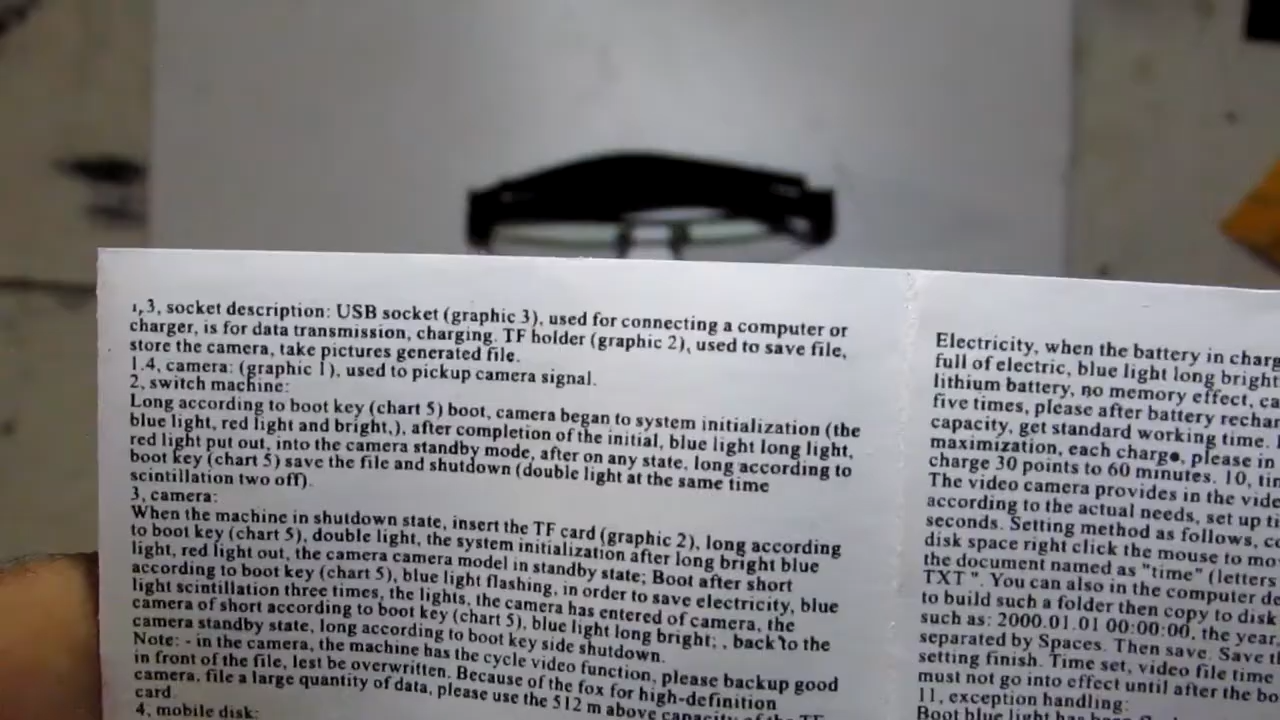 1,3, socket description: USB socket (graphic 3), used for connecting a computer or
charger, is for data transmission, charging. TF holder (graphic 2), used to save file,
store the camera, take pictures generated file.
1.4, camera: (graphic 1), used to pickup camera signal.
2, switch machine:
Long according to boot key (chart 5) boot, camera began to system initialization (the
blue light, red light and bright,), after completion of the initial, blue light long light,
red light put out, into the camera standby mode, after on any state, long according to
boot key (chart 5) save the file and shutdown (double light at the same time
scintillation two off).
3, camera:
When the machine in shutdown state, insert the TF card (graphic 2), long according
to boot key (chart 5), double light, the system initialization after long bright blue
light, red light out, the camera camera model in standby state; Boot after short
according to boot key (chart 5), blue light flashing, in order to save electricity, blue
light scintillation three times, the lights, the camera has entered of camera, the
camera of short according to boot key (chart 5), blue light long bright; , back to the
camera standby state, long according to boot key side shutdown.
Note: - in the camera, the machine has the cycle video function, please backup good
in front of the file, lest be overwritten. Because of the fox for high-definition
camera, file a large quantity of data, please use the 512 m above capacity of the TF
card.
4, mobile disk:
Electricity, when the battery in charg
full of electric, blue light long bright
lithium battery, no memory effect, ca
five times, please after battery rechar
capacity, get standard working time.
maximization, each charge, please in
charge 30 points to 60 minutes. 10, tim
The video camera provides in the vide
according to the actual needs, set up ti
seconds. Setting method as follows, co
disk space right click the mouse to mo
the document named as "time" (letters
TXT ". You can also in the computer de
to build such a folder then copy to disk
such as: 2000.01.01 00:00:00, the year
separated by Spaces. Then save. Save t
setting finish. Time set, video file time
must not go into effect until after the bo
11, exception handling:
Boot blue light has